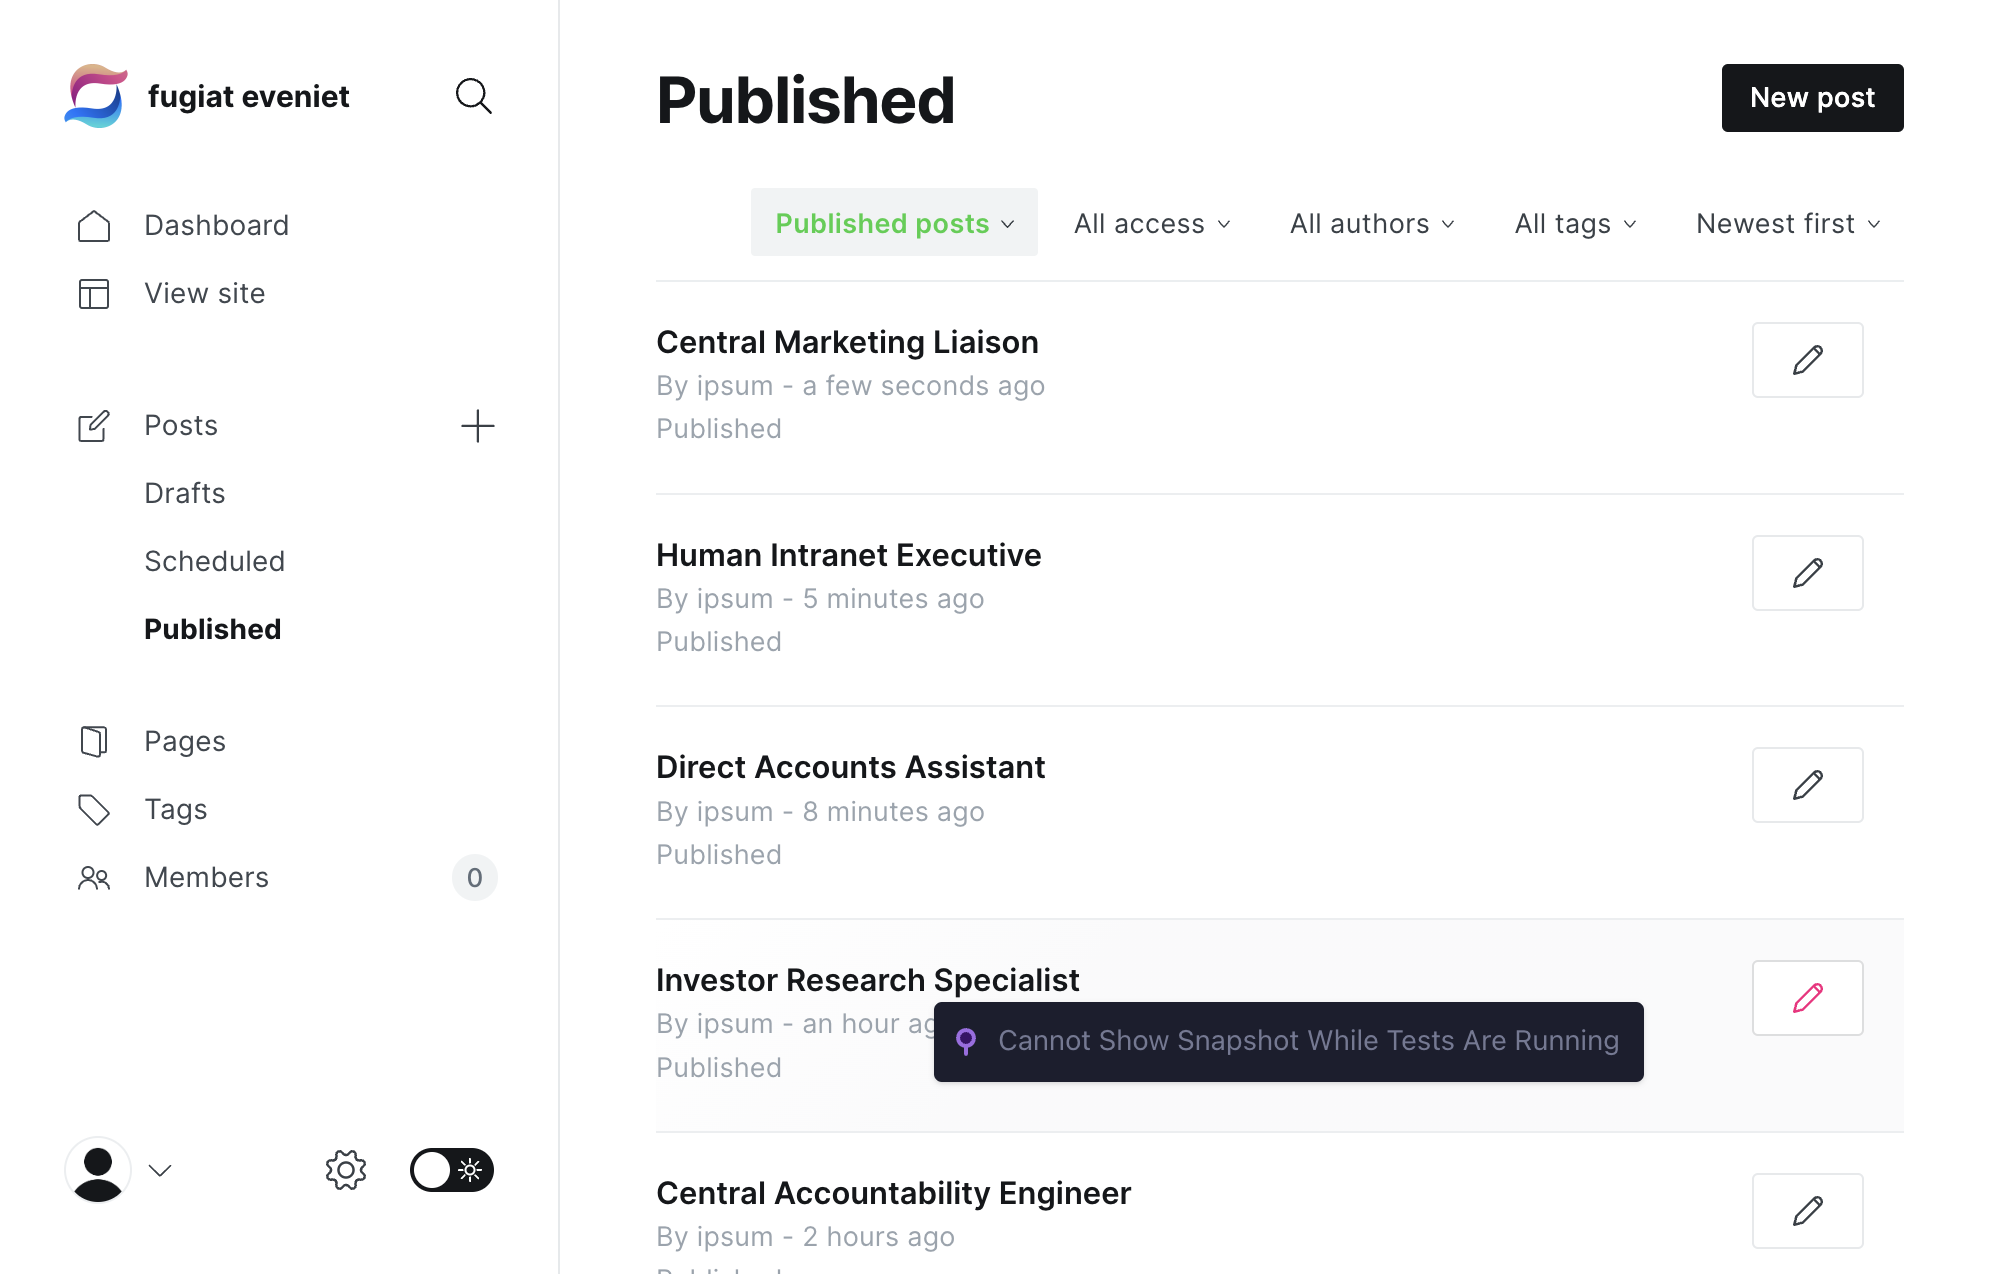 fugiat eveniet
Dashboard
View site
Posts
Drafts
Scheduled
Published
Pages
Tags
Members
0
Published
New post
Published posts
All access
All authors
All tags
Newest first
Central Marketing Liaison
By ipsum - a few seconds ago
Published
Human Intranet Executive
By ipsum - 5 minutes ago
Published
Direct Accounts Assistant
By ipsum - 8 minutes ago
Published
Investor Research Specialist
By ipsum - an hour
Cannot Show Snapshot While Tests Are Running
Published
Central Accountability Engineer
By ipsum - 2 hours ago